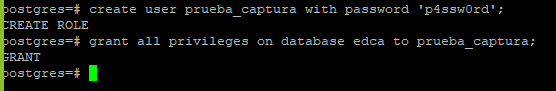 postgres=# create user prueba_captura with password 'p4ssw0rd';
CREATE ROLE
postgres=# grant all privileges on database edca to prueba_captura;
GRANT
postgres=#